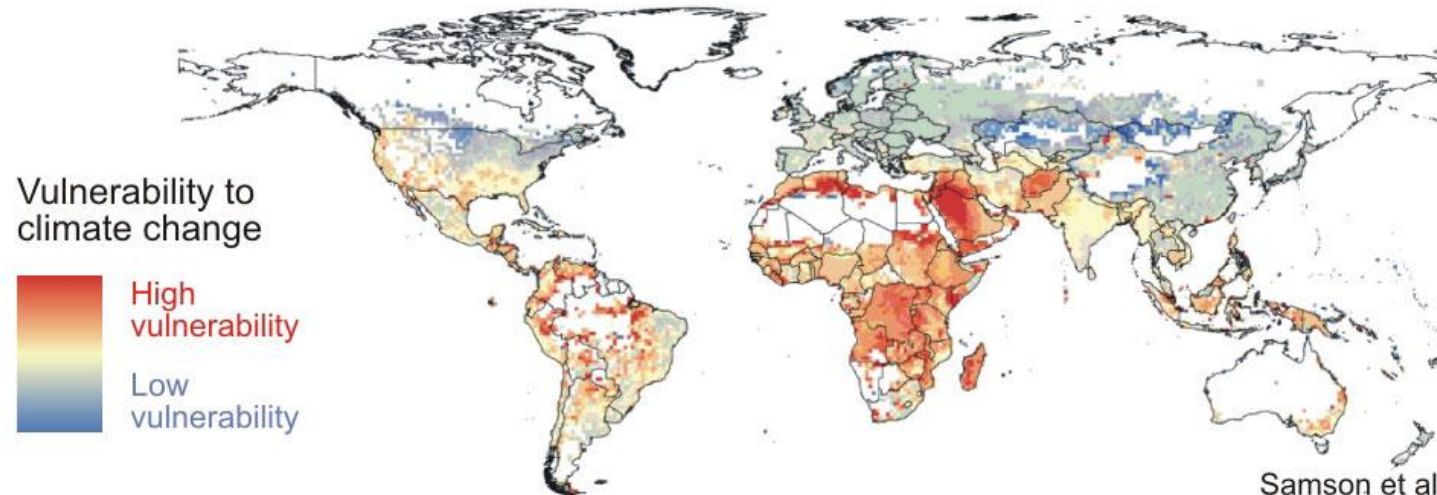 Vulnerability to
climate change
High
vulnerability
Low
vulnerability
Samson et al